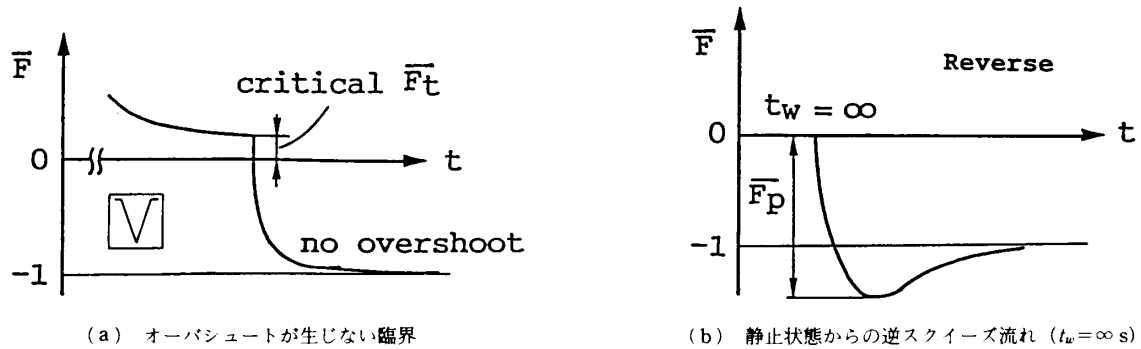 F̅
critical F̅t
0
t
no overshoot
-1
(a) オーバシュートが生じない臨界
F̅
Reverse
tw = ∞
0
t
F̅p
-1
(b) 静止状態からの逆スクイーズ流れ (tw=∞ s)